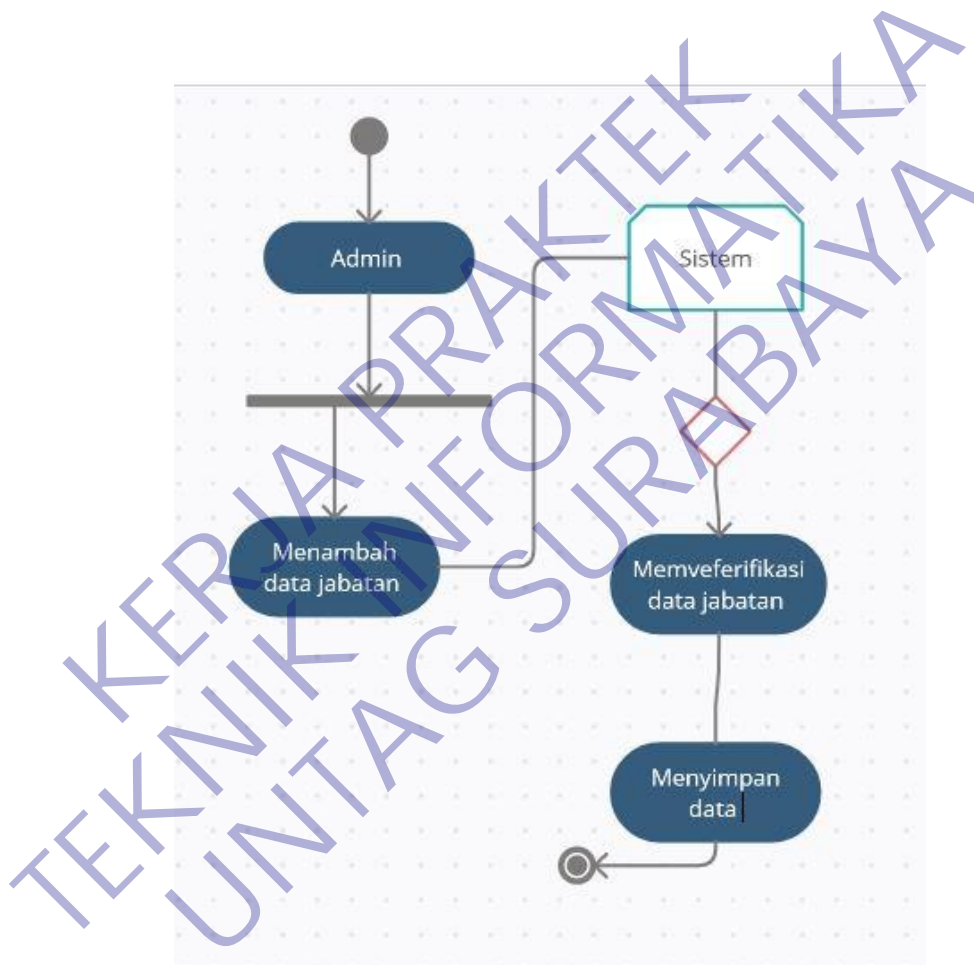 Admin
Sistem
Menambah
data jabatan
Memveferifikasi
data jabatan
Menyimpan
data
KERJA PRAKTEK
TEKNIK INFORMATIKA
UNTAG SURABAYA